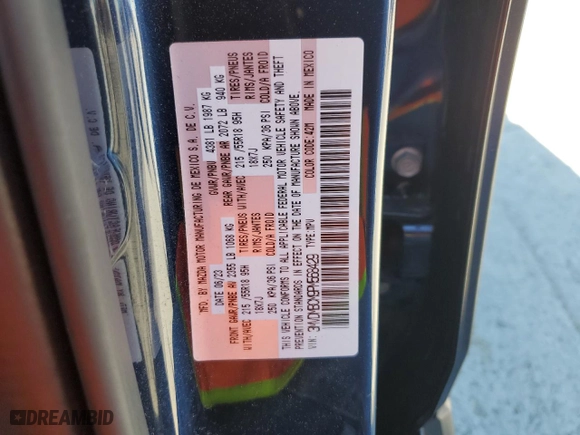 MFD. BY MAZDA MOTOR MANUFACTURING DE MEXICO S.A. DE C.V.
DATE: 06/23 GVWR/PNBV 4381 LB 1987 KG
FRONT GAWR/PNBE AV 2355 LB 1068 KG REAR GAWR/PNBE AR 2072 LB 940 KG
WITH/AVEC 215 /55R18 95H TIRES/PNEUS WITH/AVEC 215 /55R18 95H TIRES/PNEUS
18X7J RIMS/JANTES 18X7J RIMS/JANTES
250 KPA/36 PSI COLD/A FROID 250 KPA/36 PSI COLD/A FROID
THIS VEHICLE CONFORMS TO ALL APPLICABLE FEDERAL MOTOR VEHICLE SAFETY AND THEFT
PREVENTION STANDARDS IN EFFECT ON THE DATE OF MANUFACTURE SHOWN ABOVE.
COLOR CODE: 42M MADE IN MEXICO
VIN: TYPE: MPV
DREAMBID